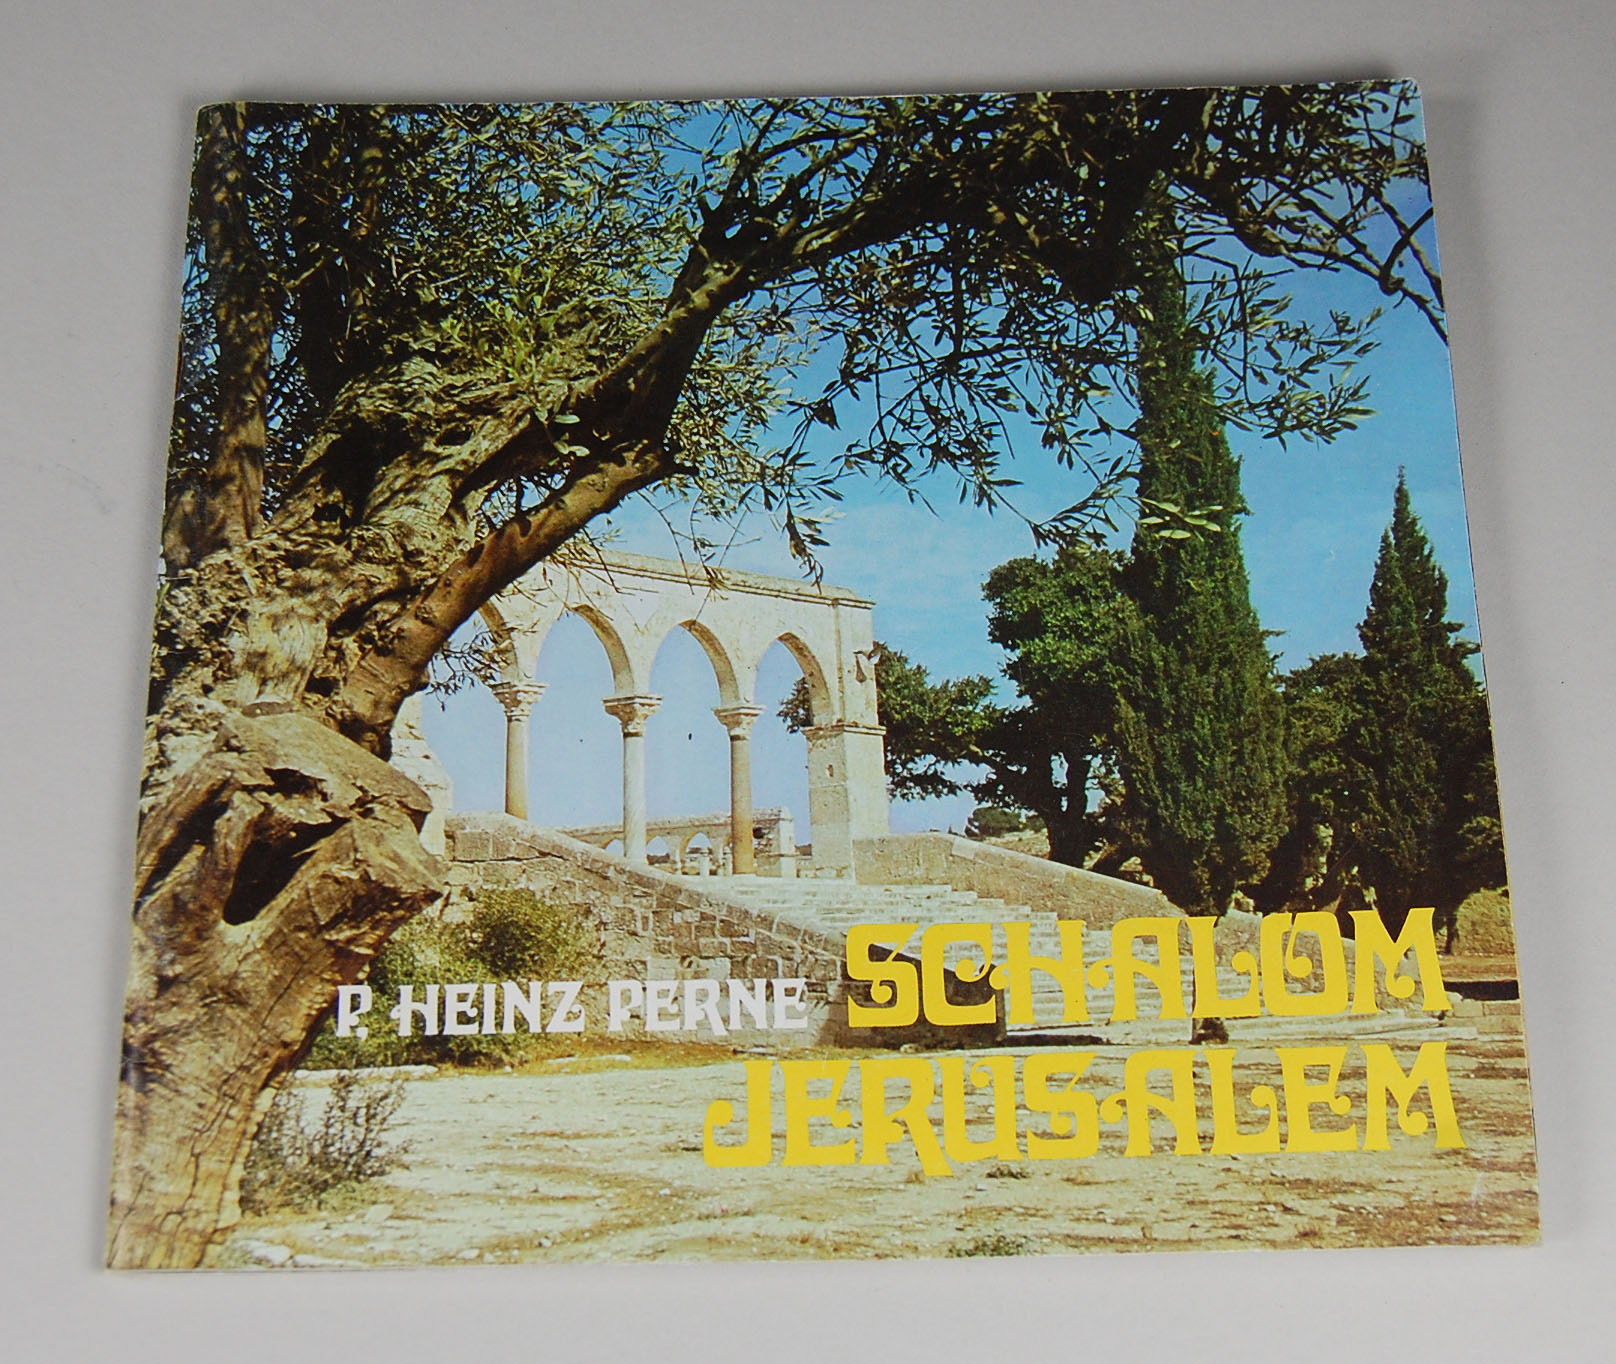 P. HEINZ PERNE SCHALOM
JERUSALEM